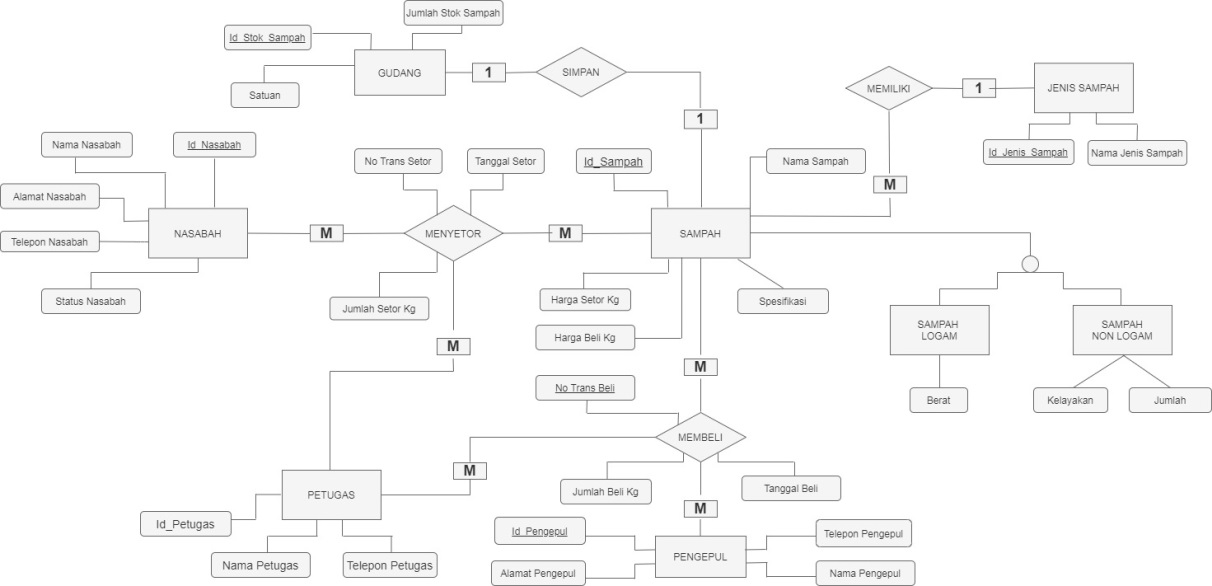 Jumlah Stok Sampah
Id_Stok_Sampah
GUDANG
1
SIMPAN
Satuan
MEMILIKI
1
JENIS SAMPAH
1
Nama Nasabah
Id_Nasabah
No Trans Setor
Tanggal Setor
Id_Sampah
Nama Sampah
Id_Jenis_Sampah
Nama Jenis Sampah
M
Alamat Nasabah
Telepon Nasabah
NASABAH
M
MENYETOR
M
SAMPAH
Status Nasabah
Jumlah Setor Kg
Harga Setor Kg
Spesifikasi
Harga Beli Kg
SAMPAH
LOGAM
SAMPAH
NON LOGAM
M
M
No Trans Beli
Berat
Kelayakan
Jumlah
MEMBELI
M
Jumlah Beli Kg
Tanggal Beli
PETUGAS
M
Id_Petugas
Id_Pengepul
Telepon Pengepul
PENGEPUL
Nama Petugas
Telepon Petugas
Alamat Pengepul
Nama Pengepul